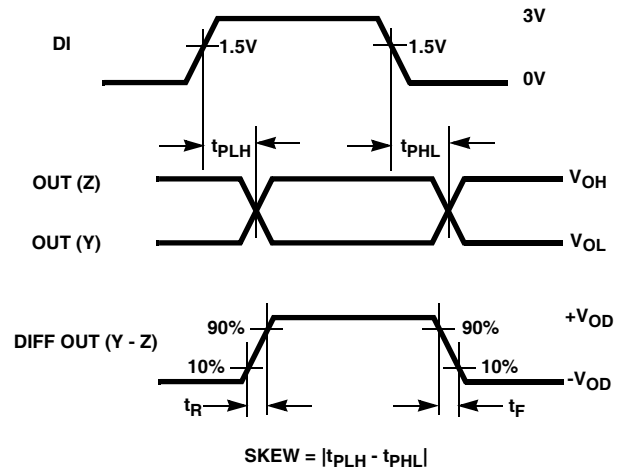 3V
DI
1.5V
1.5V
0V
tPLH
tPHL
OUT (Z)
VOH
OUT (Y)
VOL
+VOD
90%
90%
DIFF OUT (Y - Z)
10%
10%
-VOD
tR
tF
SKEW = |tPLH - tPHL|